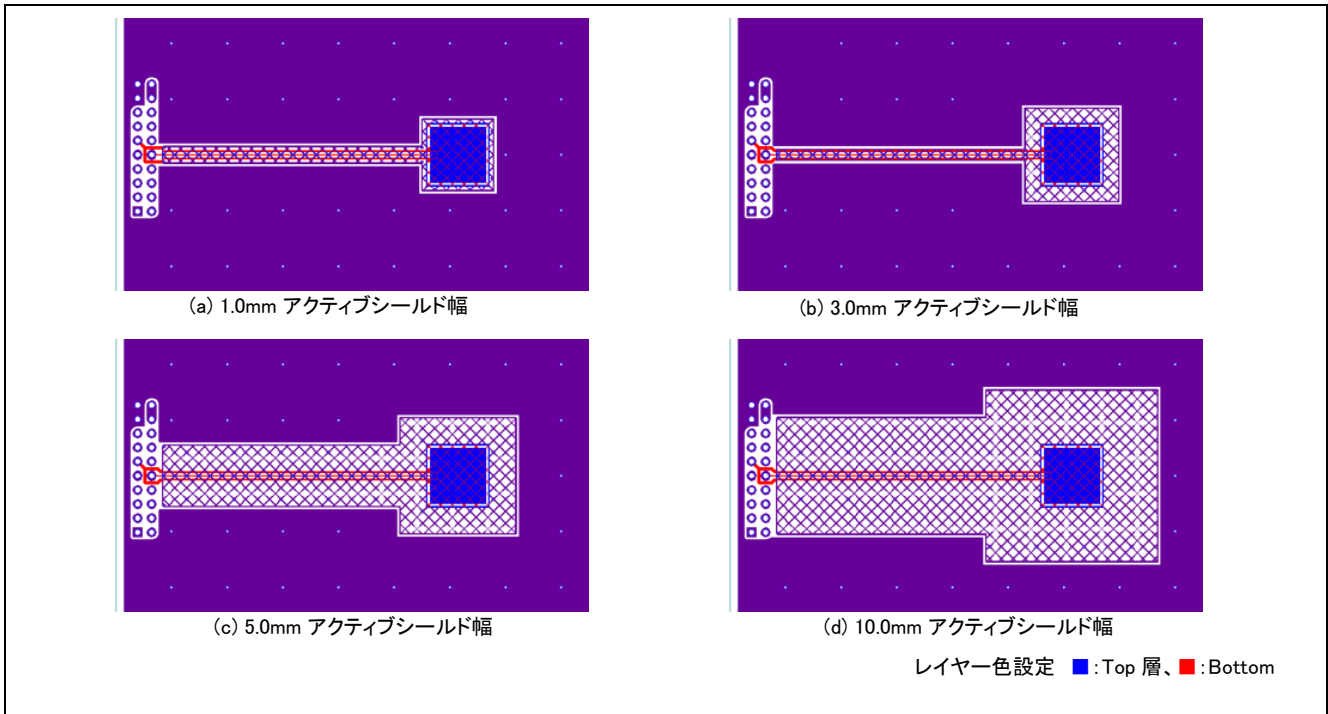 (a) 1.0mm アクティブシールド幅
(b) 3.0mm アクティブシールド幅
(c) 5.0mm アクティブシールド幅
(d) 10.0mm アクティブシールド幅
レイヤー色設定 ■:Top 層、■:Bottom